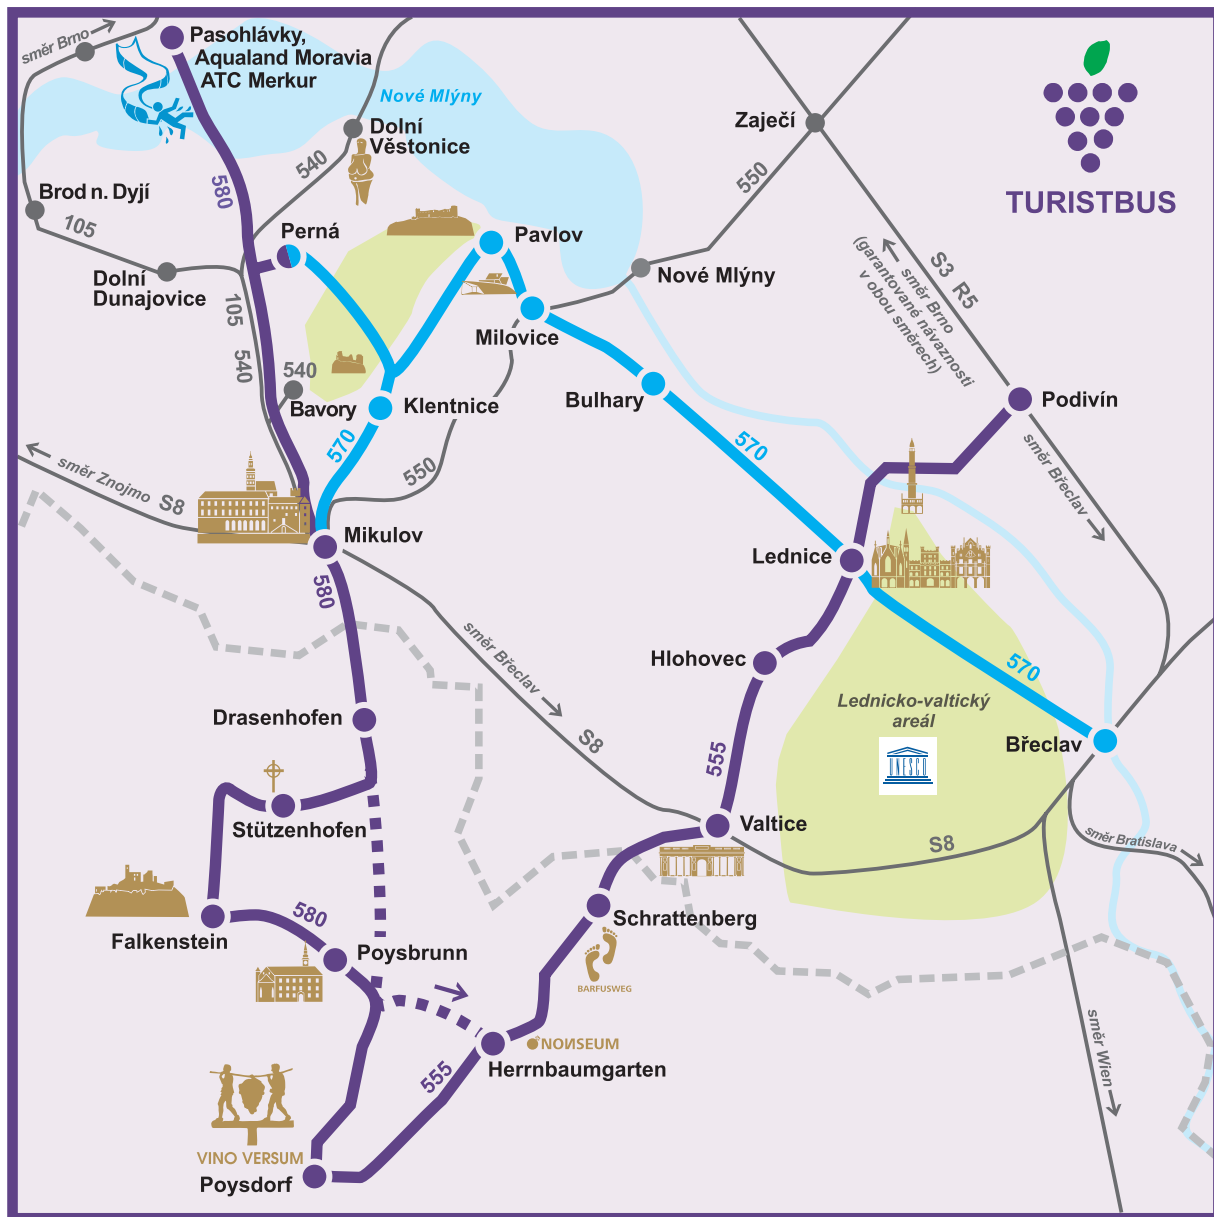 směr Brno
Pasohlávky,
Aqualand Moravia
ATC Merkur
Nové Mlýny
Dolní
Věstonice
540
Zaječí
550
TURISTBUS
Brod n. Dyjí
105
580
Perná
Pavlov
Dolní
Dunajovice
Nové Mlýny
S3 R5
směr Brno
(garantované návaznosti
v obou směrech)
105
540
Milovice
540
Bavory
Klentnice
Bulhary
Podivín
570
570
550
směr Břeclav
směr Znojmo
S8
Mikulov
Lednice
580
směr Břeclav
Hlohovec
570
Lednicko-valtický
areál
UNESCO
Drasenhofen
S8
555
Břeclav
Stützenhofen
Valtice
S8
směr Bratislava
Falkenstein
580
Poysbrunn
Schrattenberg
BARFUSWEG
NONSEUM
Herrnbaumgarten
směr Wien
555
VINO VERSUM
Poysdorf